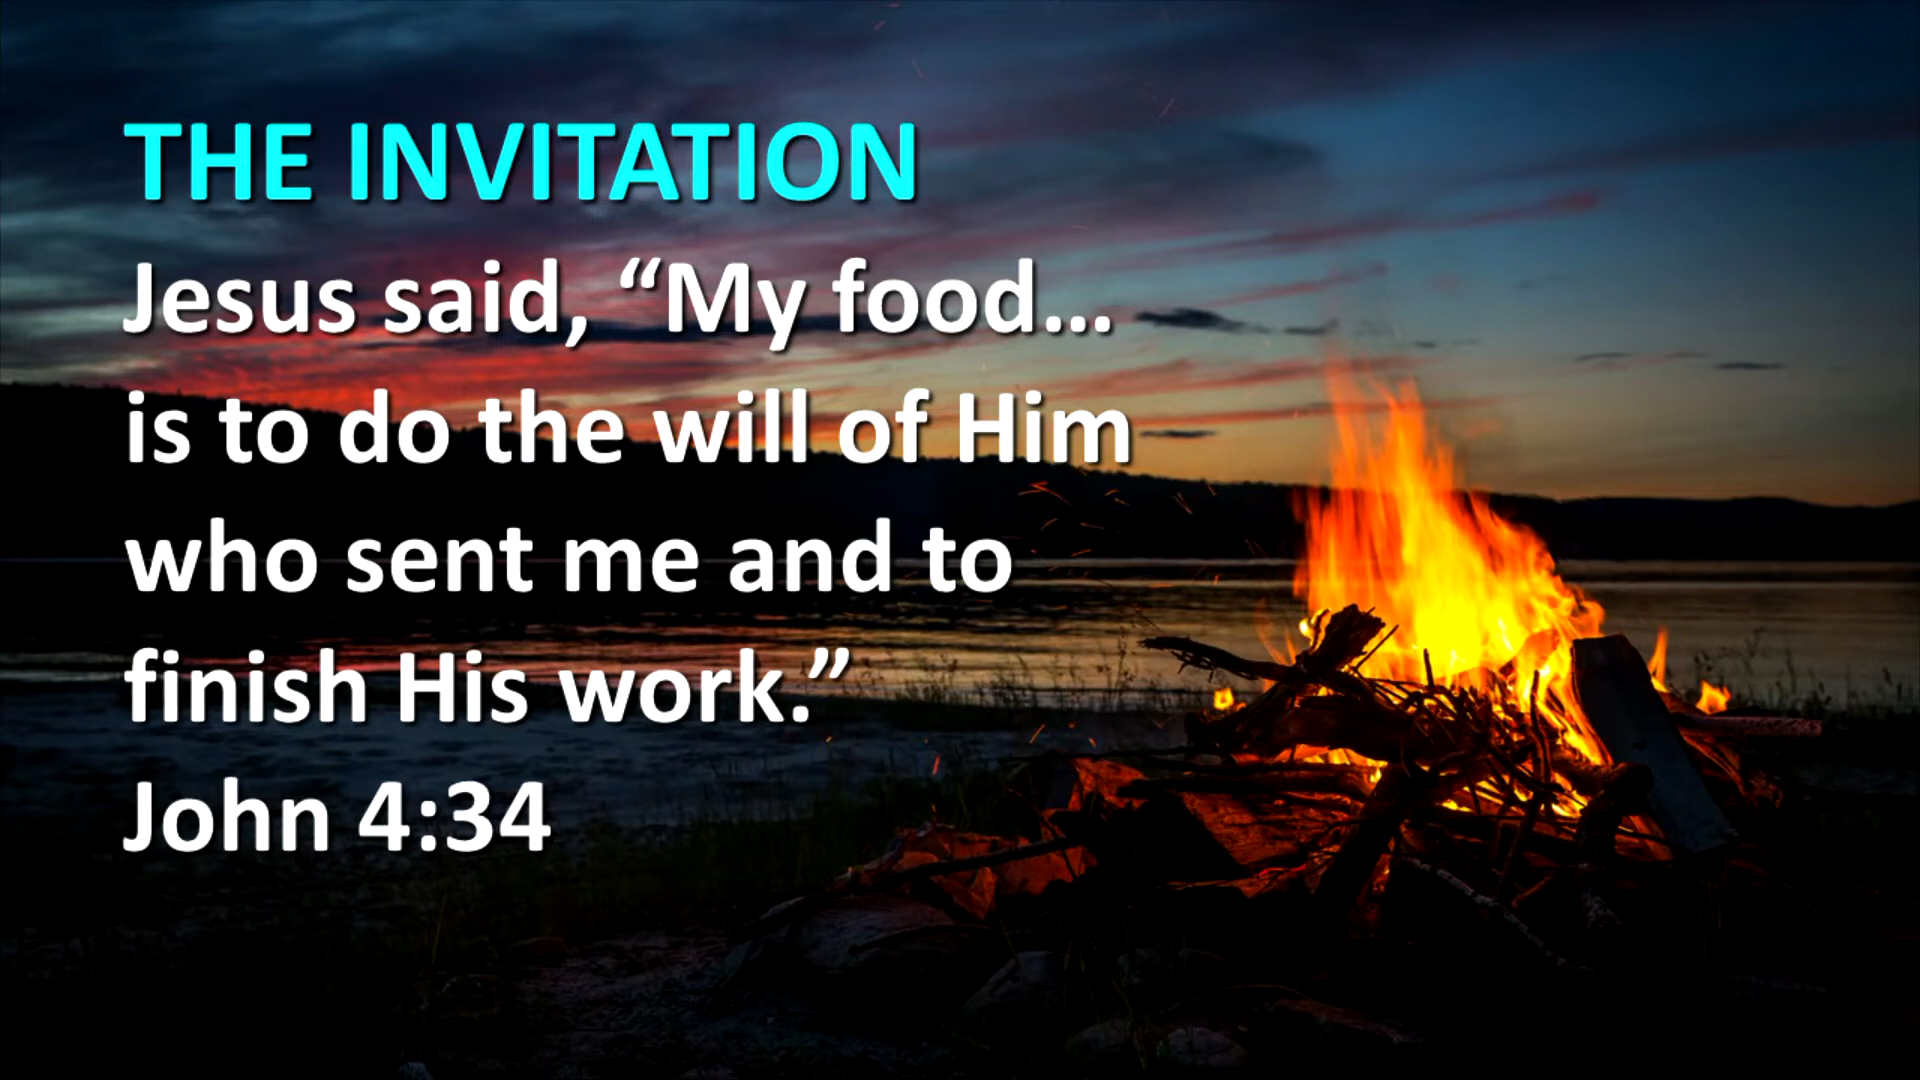 THE INVITATION
Jesus said, “My food…
is to do the will of Him
who sent me and to
finish His work.”
John 4:34